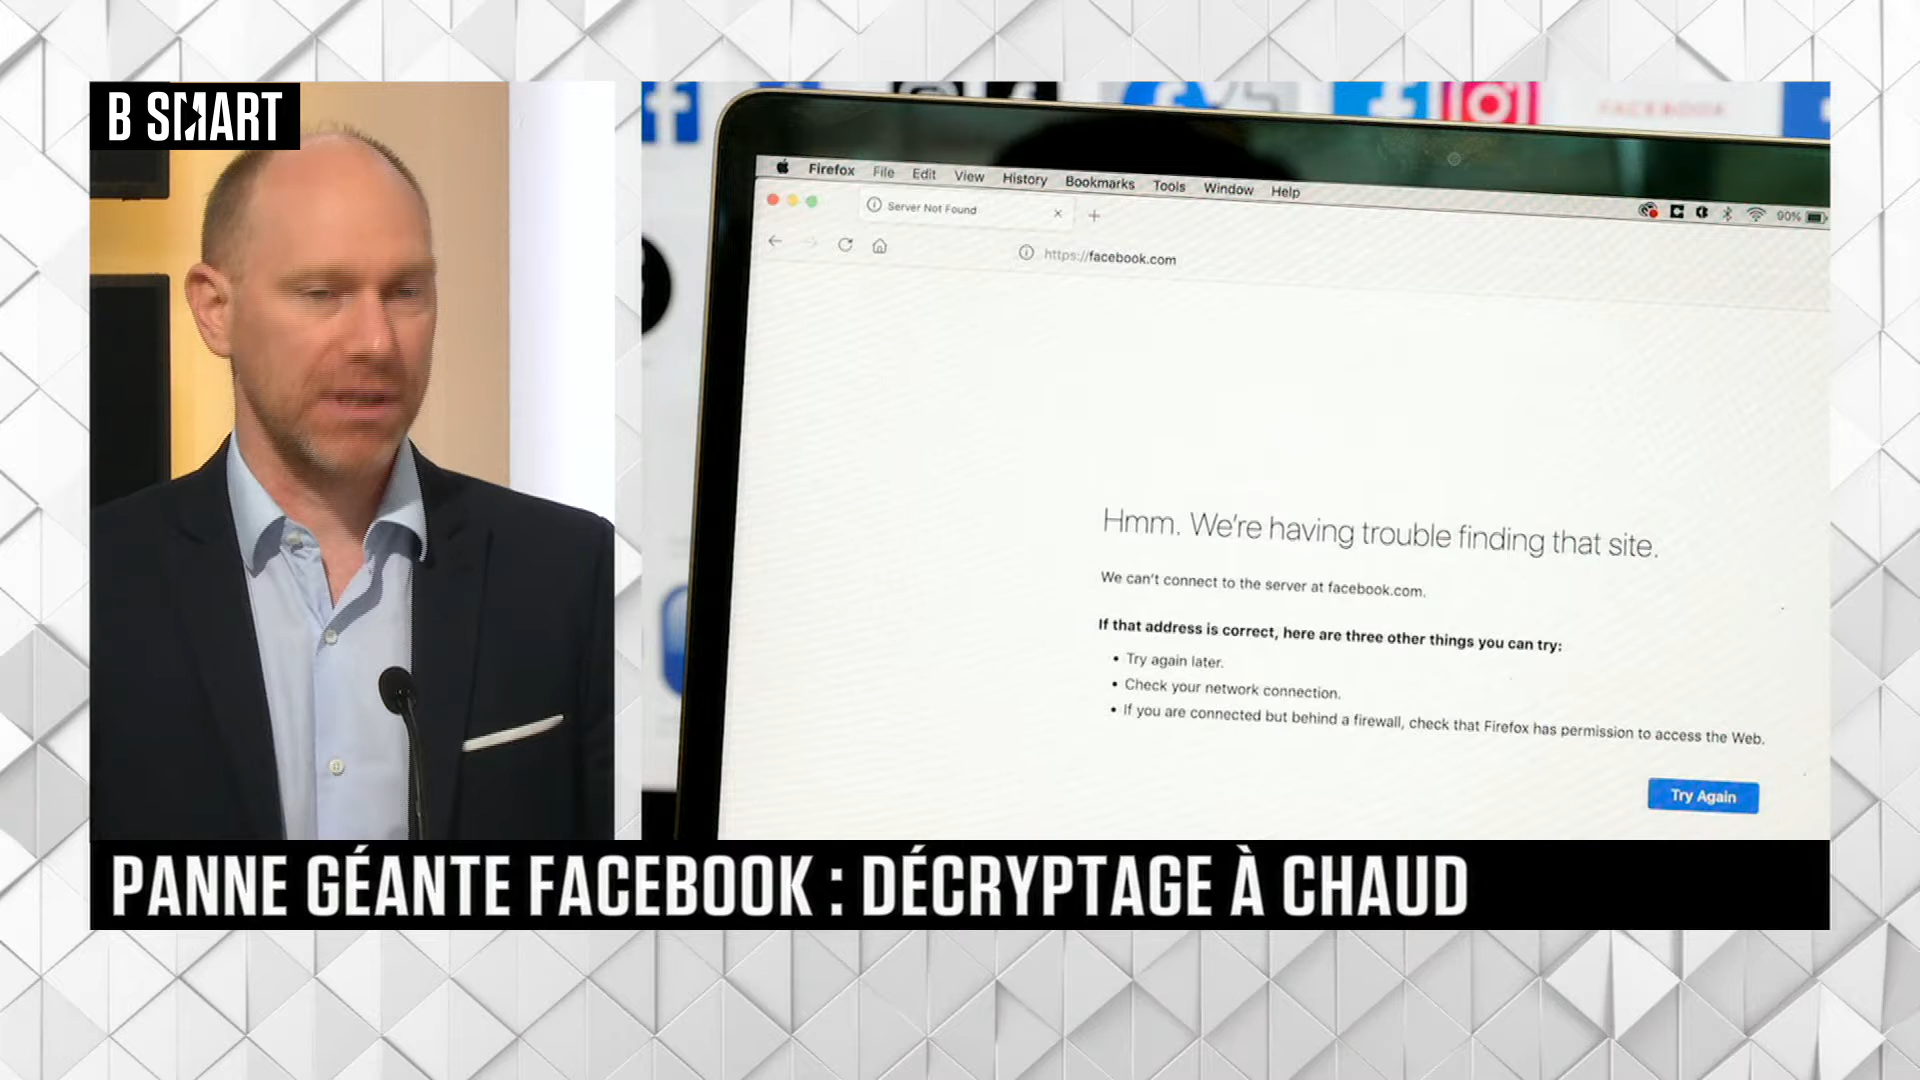 B SMART
FACEBOOK
Firefox File Edit View History Bookmarks Tools Window Help
90%
Server Not Found
https://facebook.com
Hmm. We're having trouble finding that site.
We can't connect to the server at facebook.com.
If that address is correct, here are three other things you can try:
• Try again later.
• Check your network connection.
• If you are connected but behind a firewall, check that Firefox has permission to access the Web.
Try Again
PANNE GÉANTE FACEBOOK : DÉCRYPTAGE À CHAUD